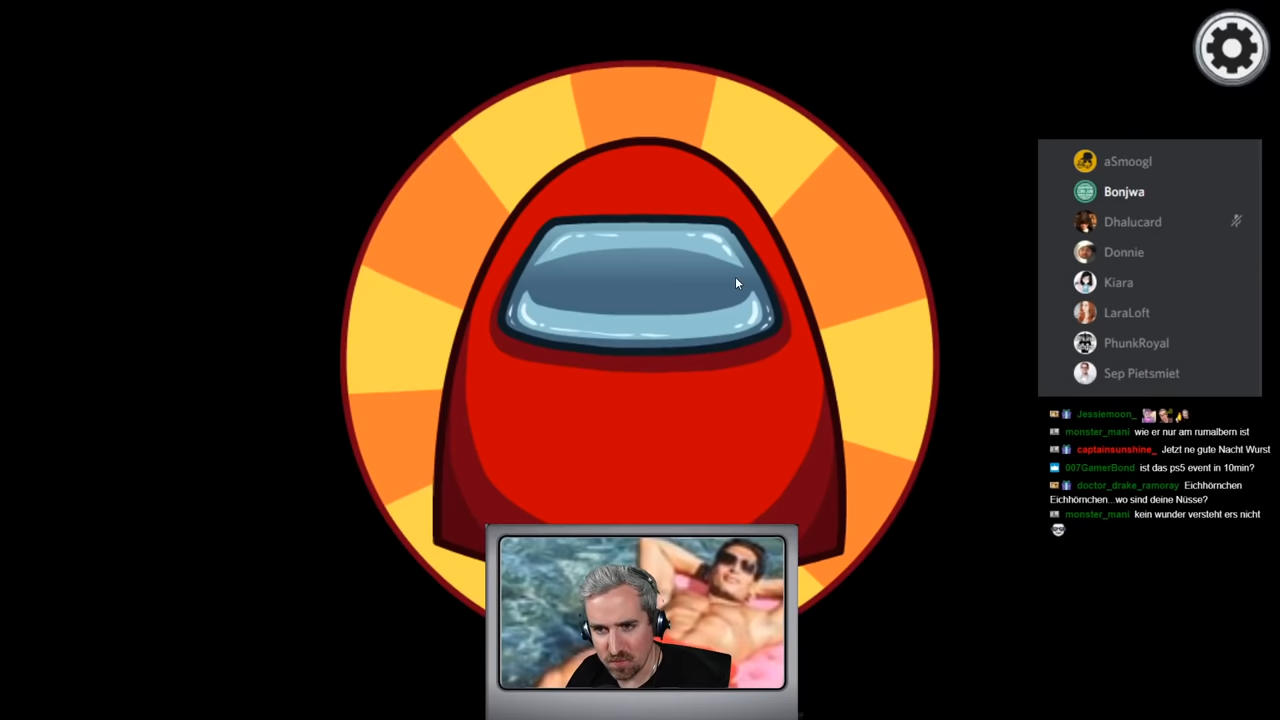 aSmoogl
Bonjwa
Dhalucard
Donnie
Kiara
LaraLoft
PhunkRoyal
Sep Pietsmiet
Jessiemoon_
monster_mani wie er nur am rumalbern ist
captainsunshine_ Jetzt ne gute Nacht Wurst
007GamerBond ist das ps5 event in 10min?
doctor_drake_ramoray Eichhörnchen
Eichhörnchen...wo sind deine Nüsse?
monster_mani kein wunder versteht ers nicht